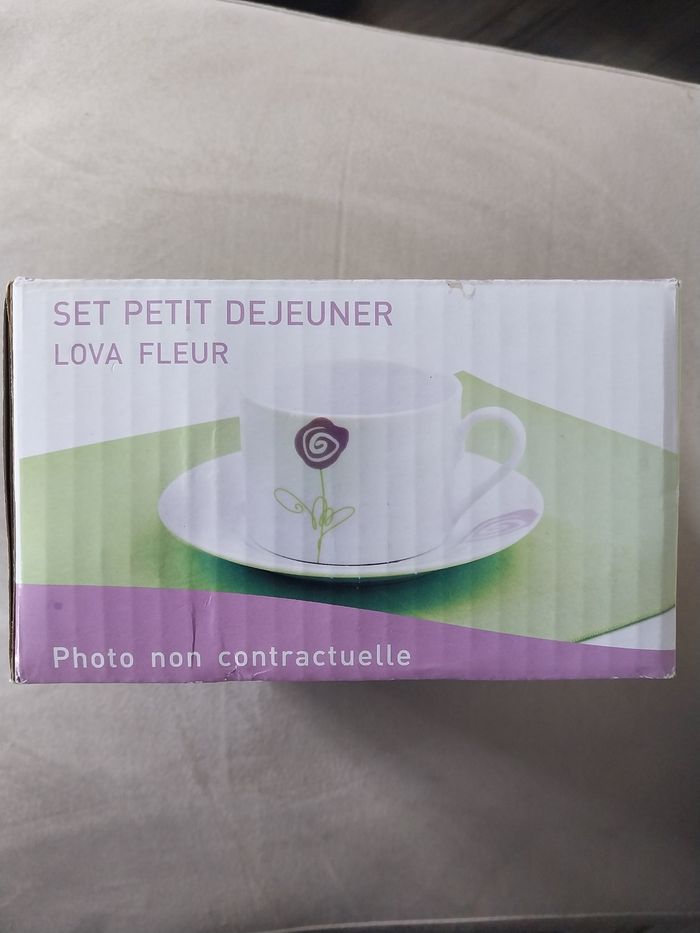 SET PETIT DEJEUNER
LOVA FLEUR
Photo non contractuelle